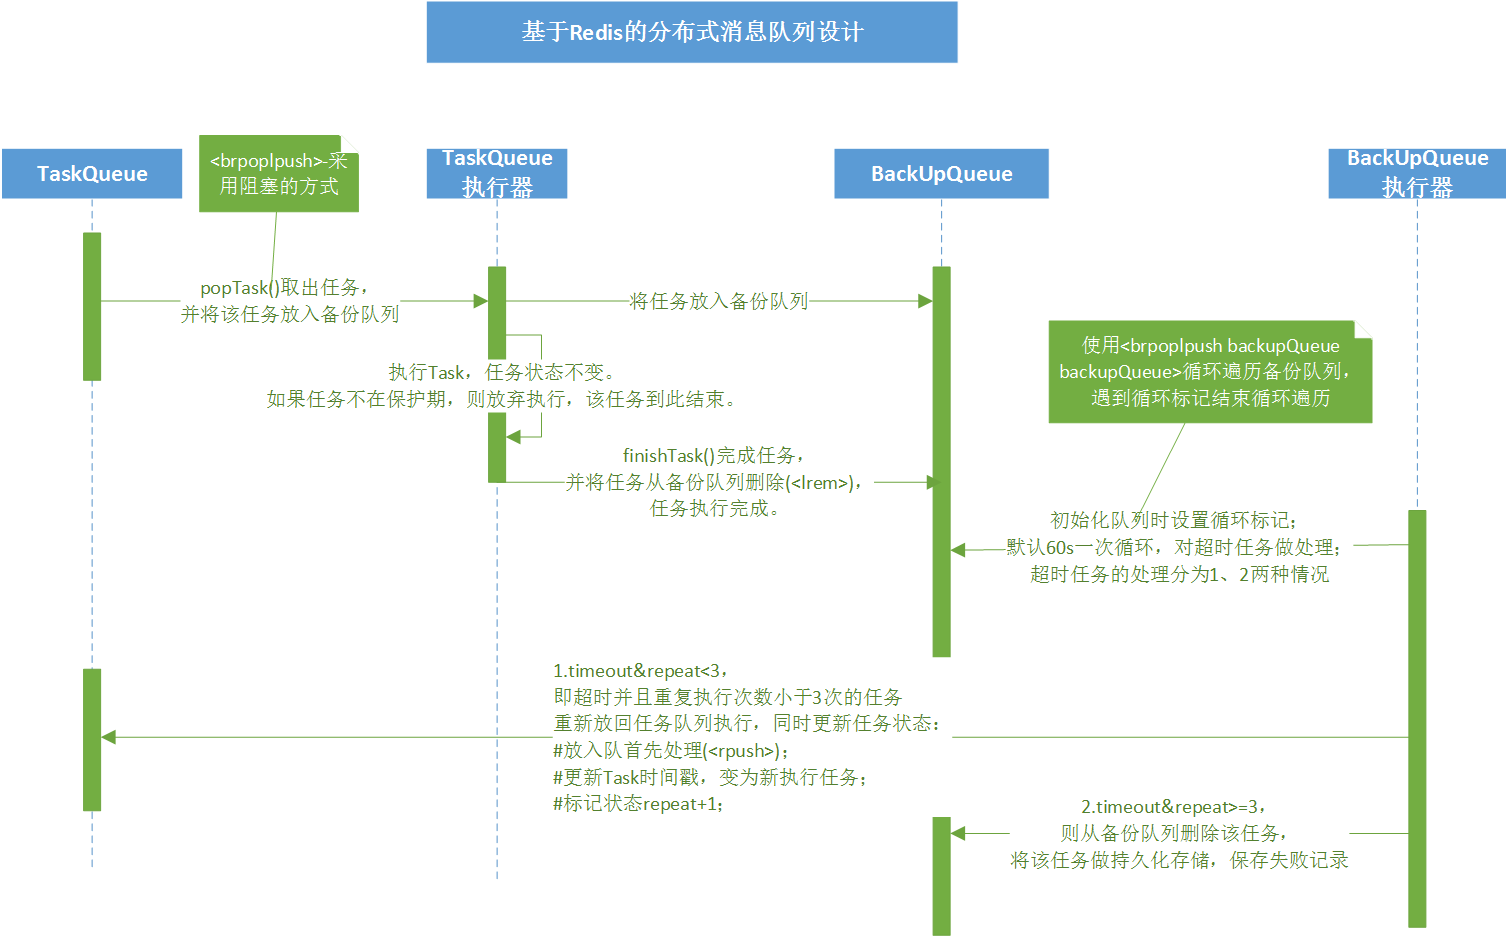 基于Redis的分布式消息队列设计
TaskQueue
<brpoplpush>-采
用阻塞的方式
TaskQueue
执行器
BackUpQueue
BackUpQueue
执行器
popTask()取出任务，
并将该任务放入备份队列
将任务放入备份队列
执行Task，任务状态不变。
如果任务不在保护期，则放弃执行，该任务到此结束。
使用<brpoplpush backupQueue
backupQueue>循环遍历备份队列，
遇到循环标记结束循环遍历
finishTask()完成任务，
并将任务从备份队列删除(<lrem>)，
任务执行完成。
初始化队列时设置循环标记；
默认60s一次循环，对超时任务做处理；
超时任务的处理分为1、2两种情况
1.timeout&repeat<3，
即超时并且重复执行次数小于3次的任务
重新放回任务队列执行，同时更新任务状态：
#放入队首先处理(<rpush>)；
#更新Task时间戳，变为新执行任务；
#标记状态repeat+1；
2.timeout&repeat>=3，
则从备份队列删除该任务，
将该任务做持久化存储，保存失败记录